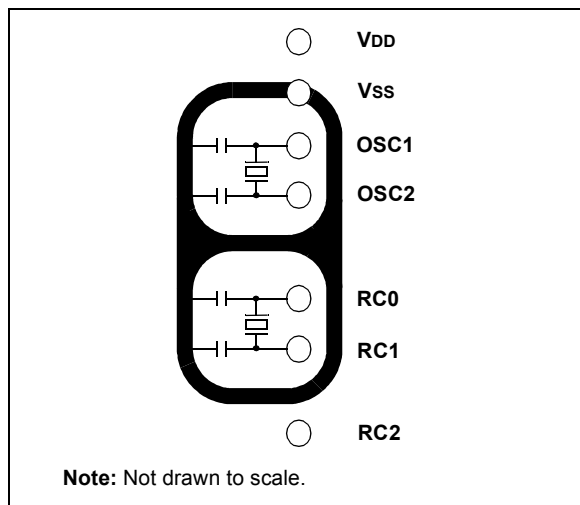 VDD
VSS
OSC1
OSC2
RC0
RC1
RC2
Note: Not drawn to scale.